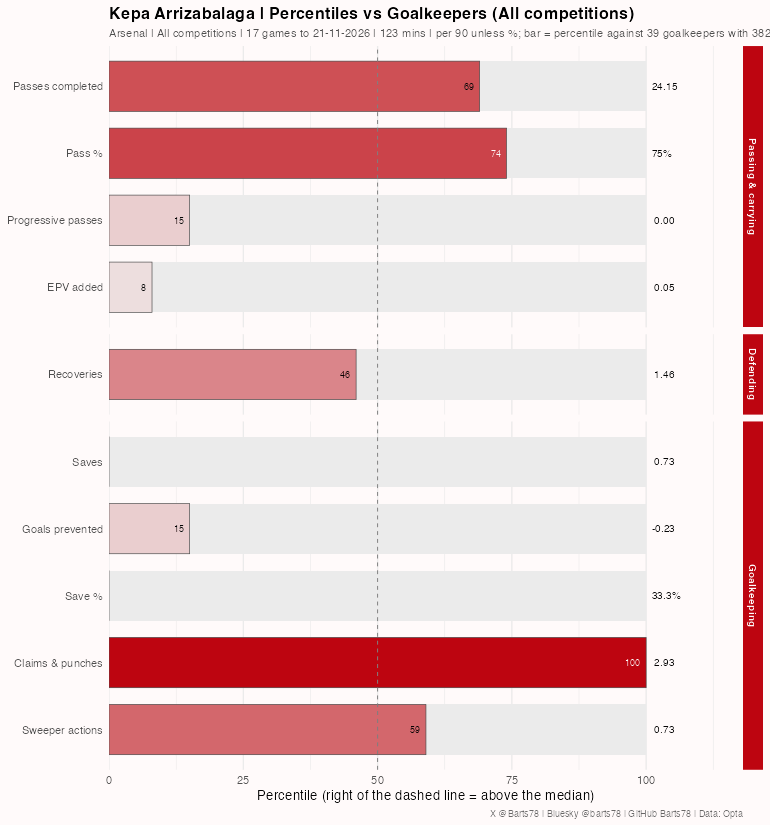 Kepa Arrizabalaga | Percentiles vs Goalkeepers (All competitions)
Arsenal | All competitions | 17 games to 21-11-2026 | 123 mins | per 90 unless %; bar = percentile against 39 goalkeepers with 382
Passes completed 69 24.15
Pass % 74 75%
Progressive passes 15 0.00
EPV added 8 0.05
Passing & carrying
Recoveries 46 1.46
Defending
Saves 0.73
Goals prevented 15 -0.23
Save % 33.3%
Claims & punches 100 2.93
Sweeper actions 59 0.73
Goalkeeping
0 25 50 75 100
Percentile (right of the dashed line = above the median)
X @Barts78 | Bluesky @barts78 | GitHub Barts78 | Data: Opta